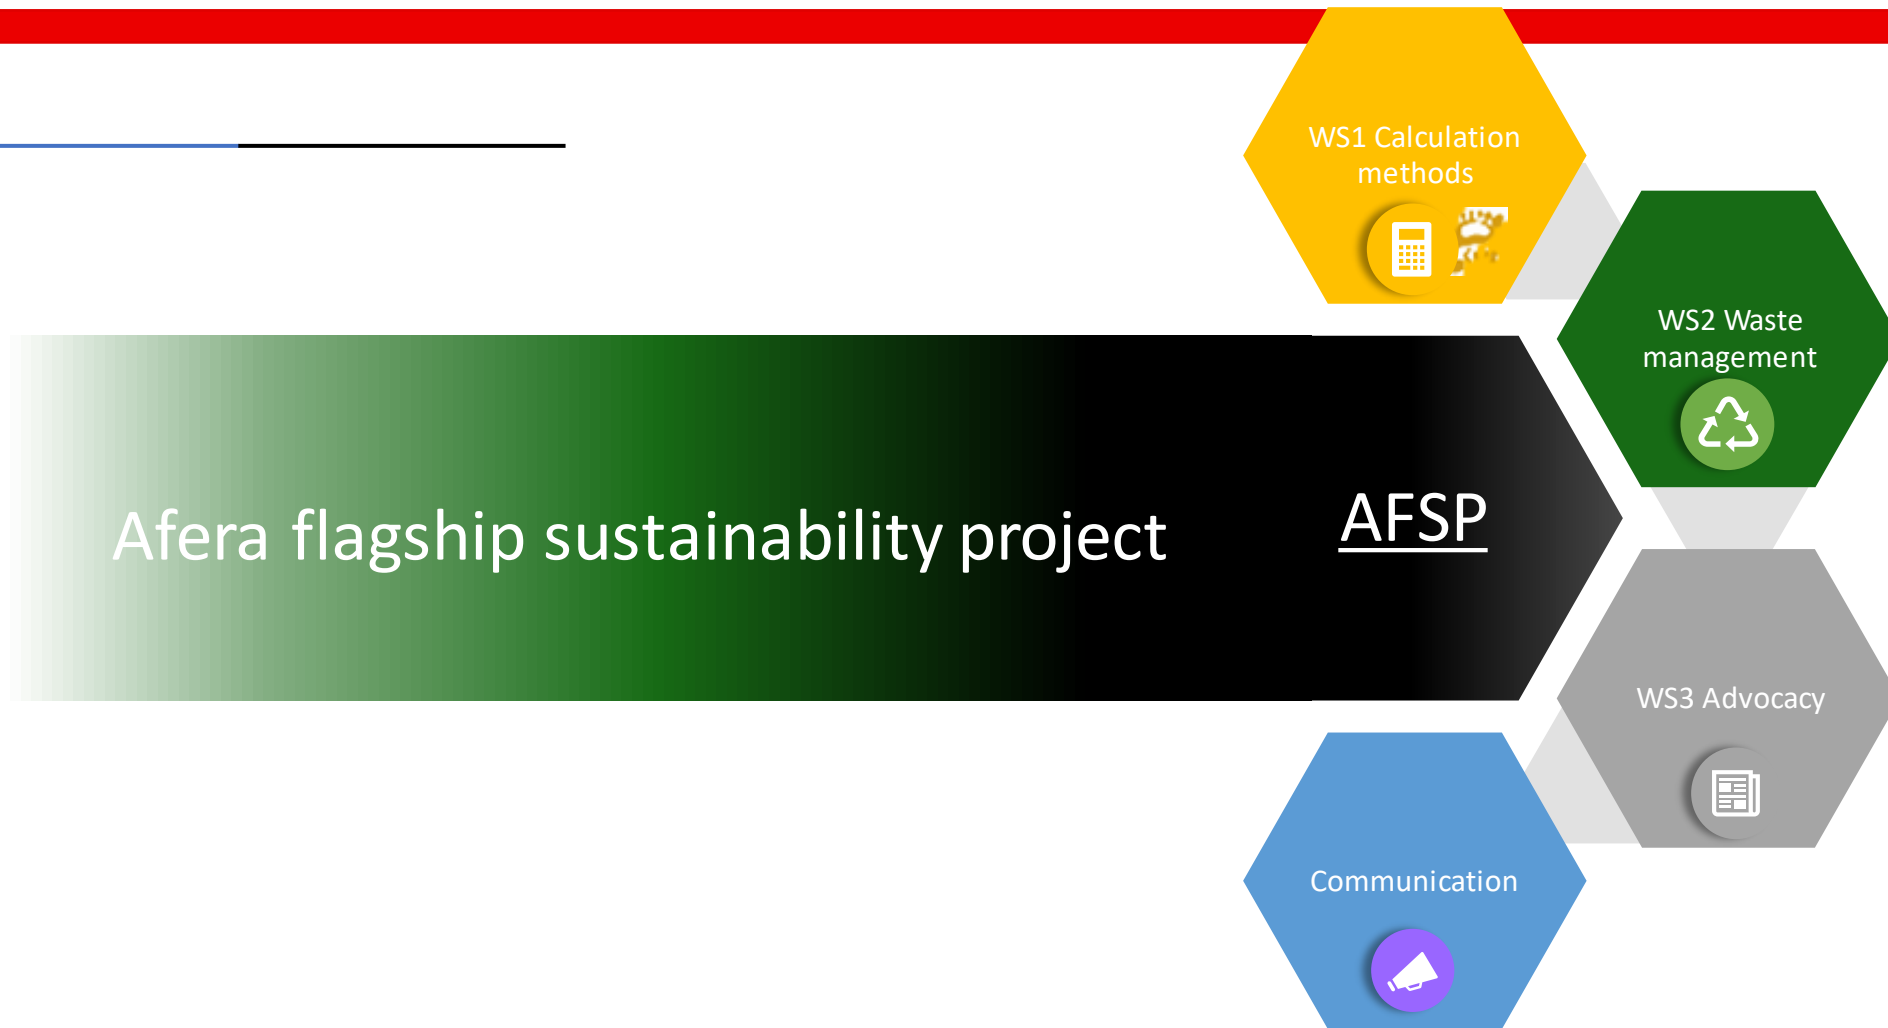 WS1 Calculation
methods
WS2 Waste
management
Afera flagship sustainability project
AFSP
WS3 Advocacy
Communication